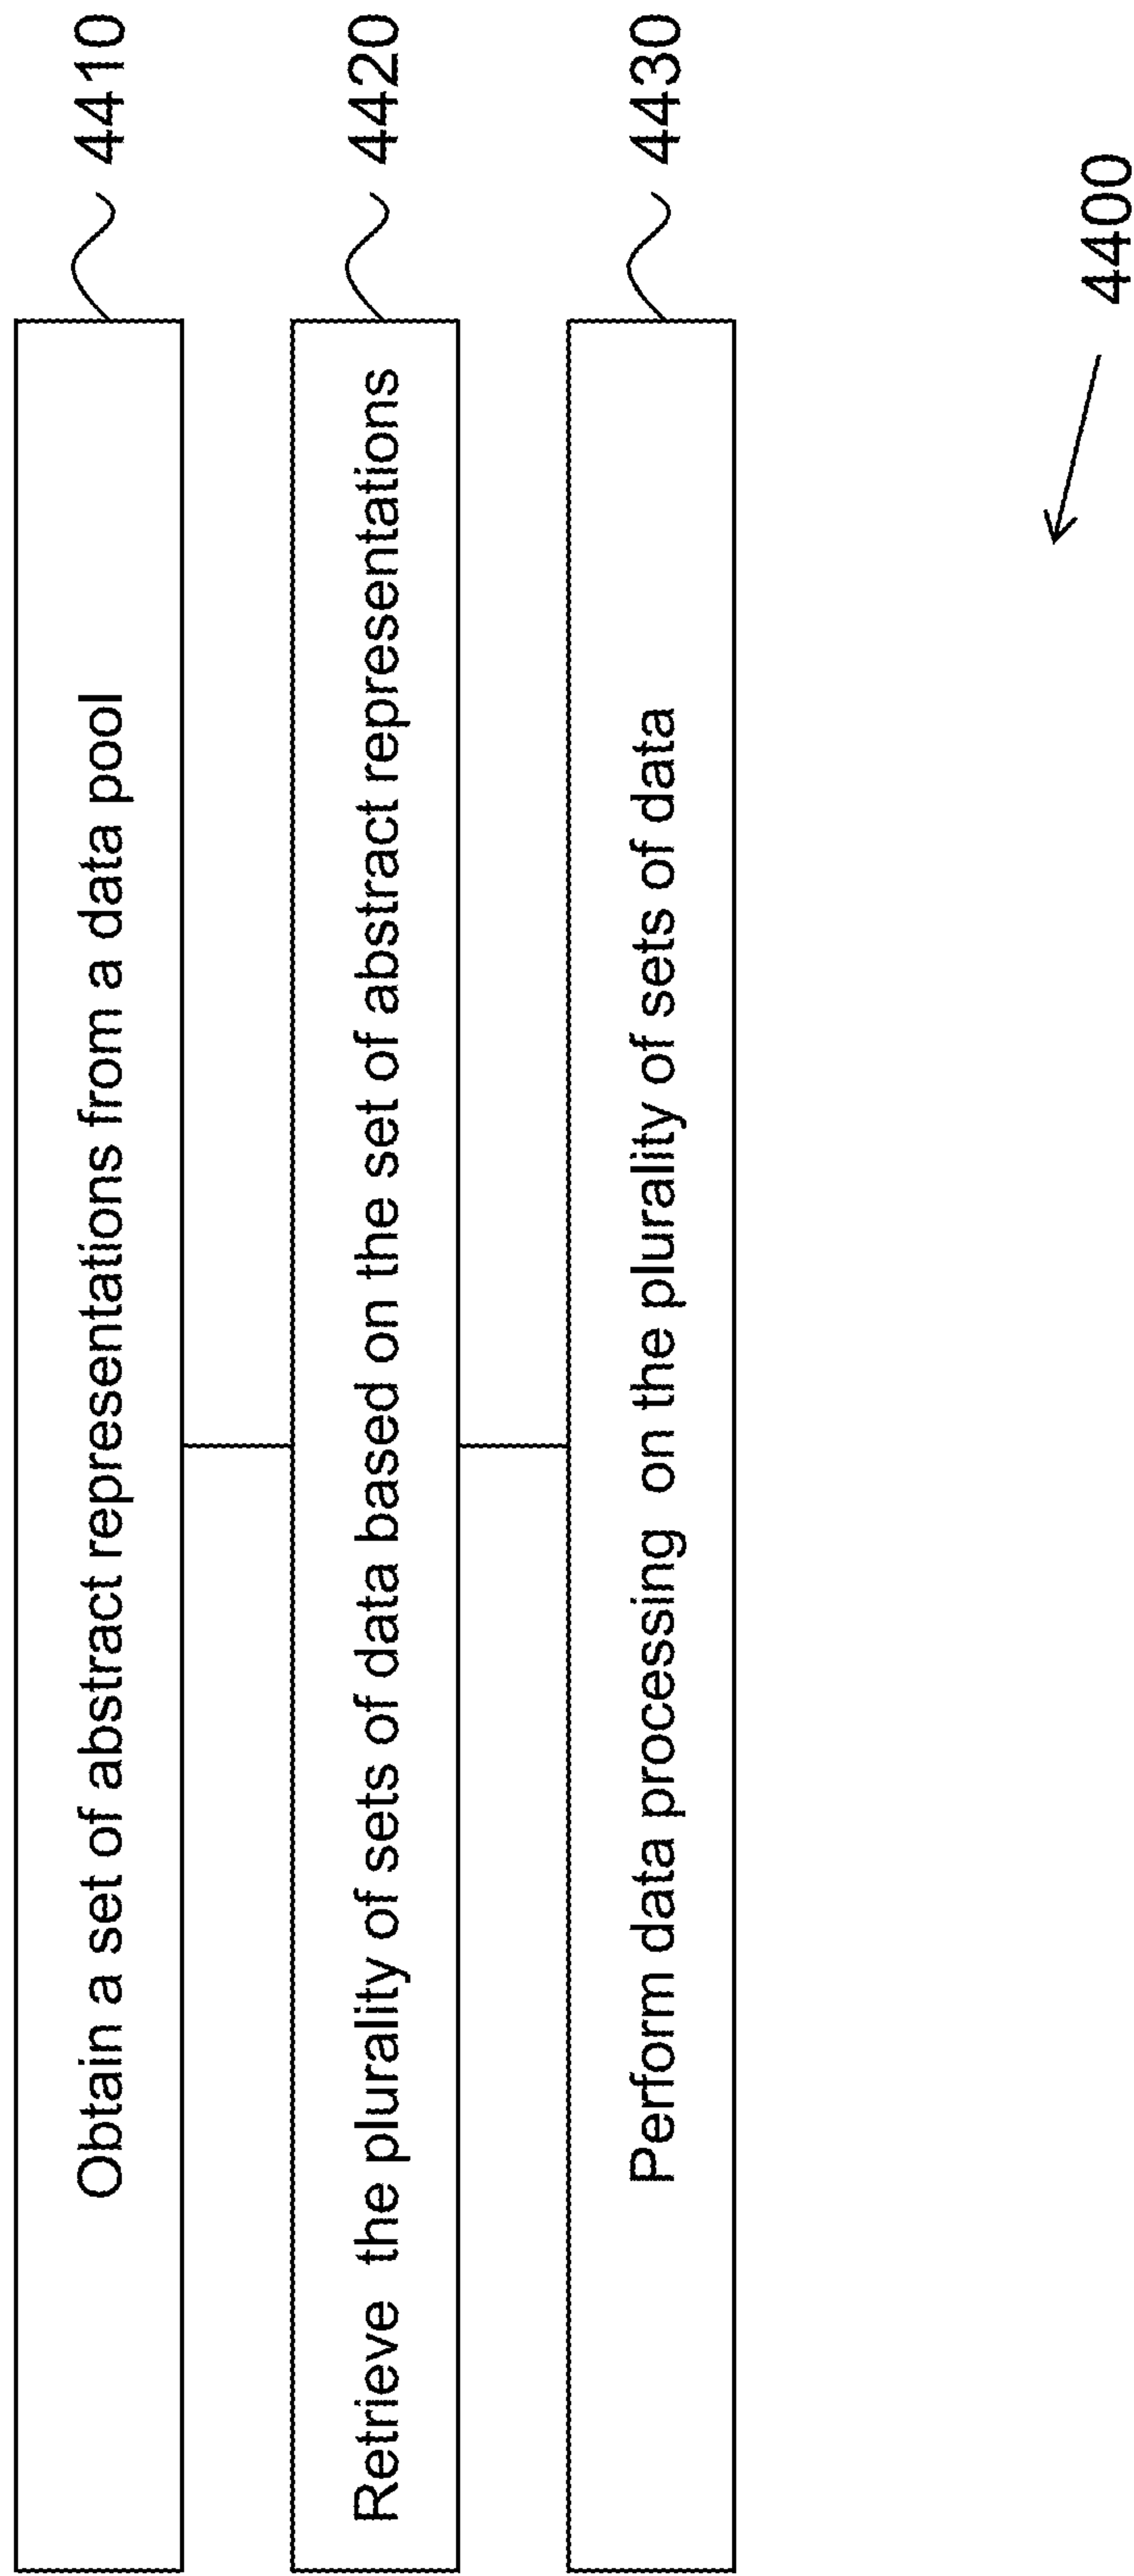 Obtain a set of abstract representations from a data pool
4410
Retrieve the plurality of sets of data based on the set of abstract representations
4420
Perform data processing on the plurality of sets of data
4430
4400